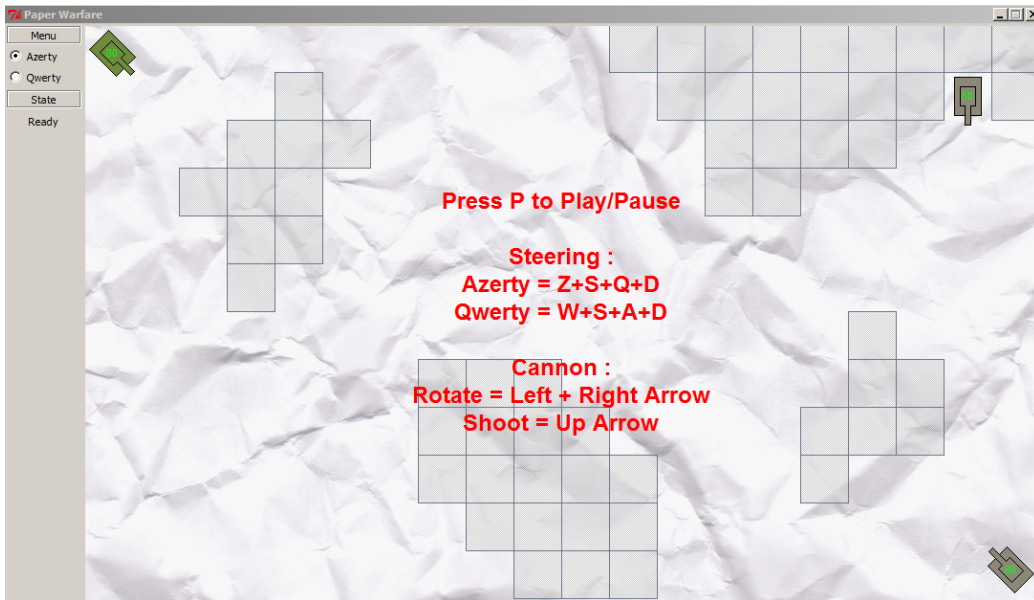 Paper Warfare
Menu
Azerty
Qwerty
State
Ready
Press P to Play/Pause
Steering :
Azerty = Z+S+Q+D
Qwerty = W+S+A+D
Cannon :
Rotate = Left + Right Arrow
Shoot = Up Arrow